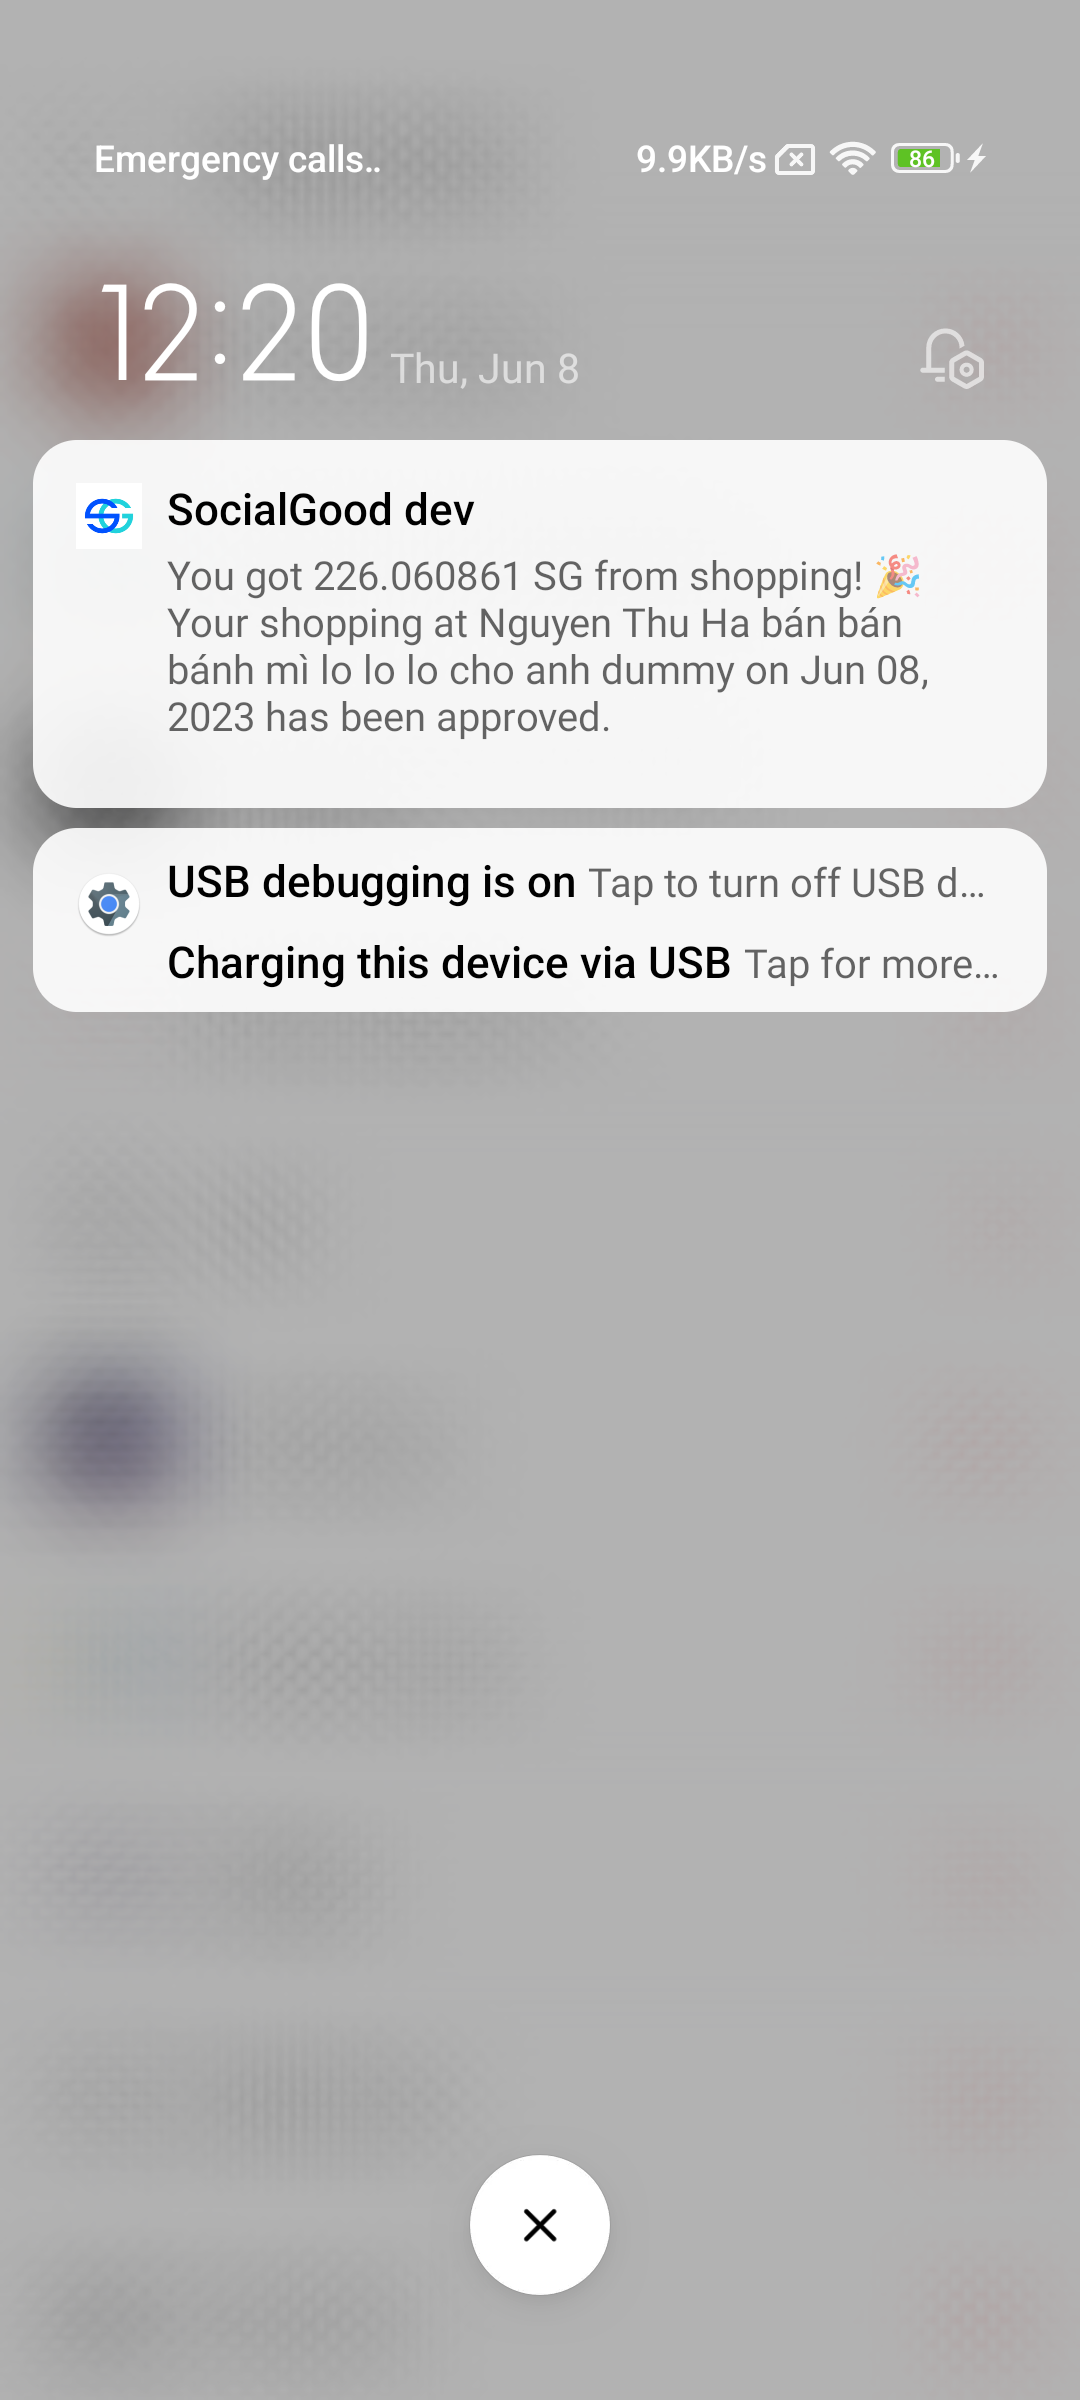 Emergency calls..
9.9KB/s
86
12:20 Thu, Jun 8
SocialGood dev
You got 226.060861 SG from shopping! 🎉
Your shopping at Nguyen Thu Ha bán bán
bánh mì lo lo lo cho anh dummy on Jun 08,
2023 has been approved.
USB debugging is on Tap to turn off USB d...
Charging this device via USB Tap for more...